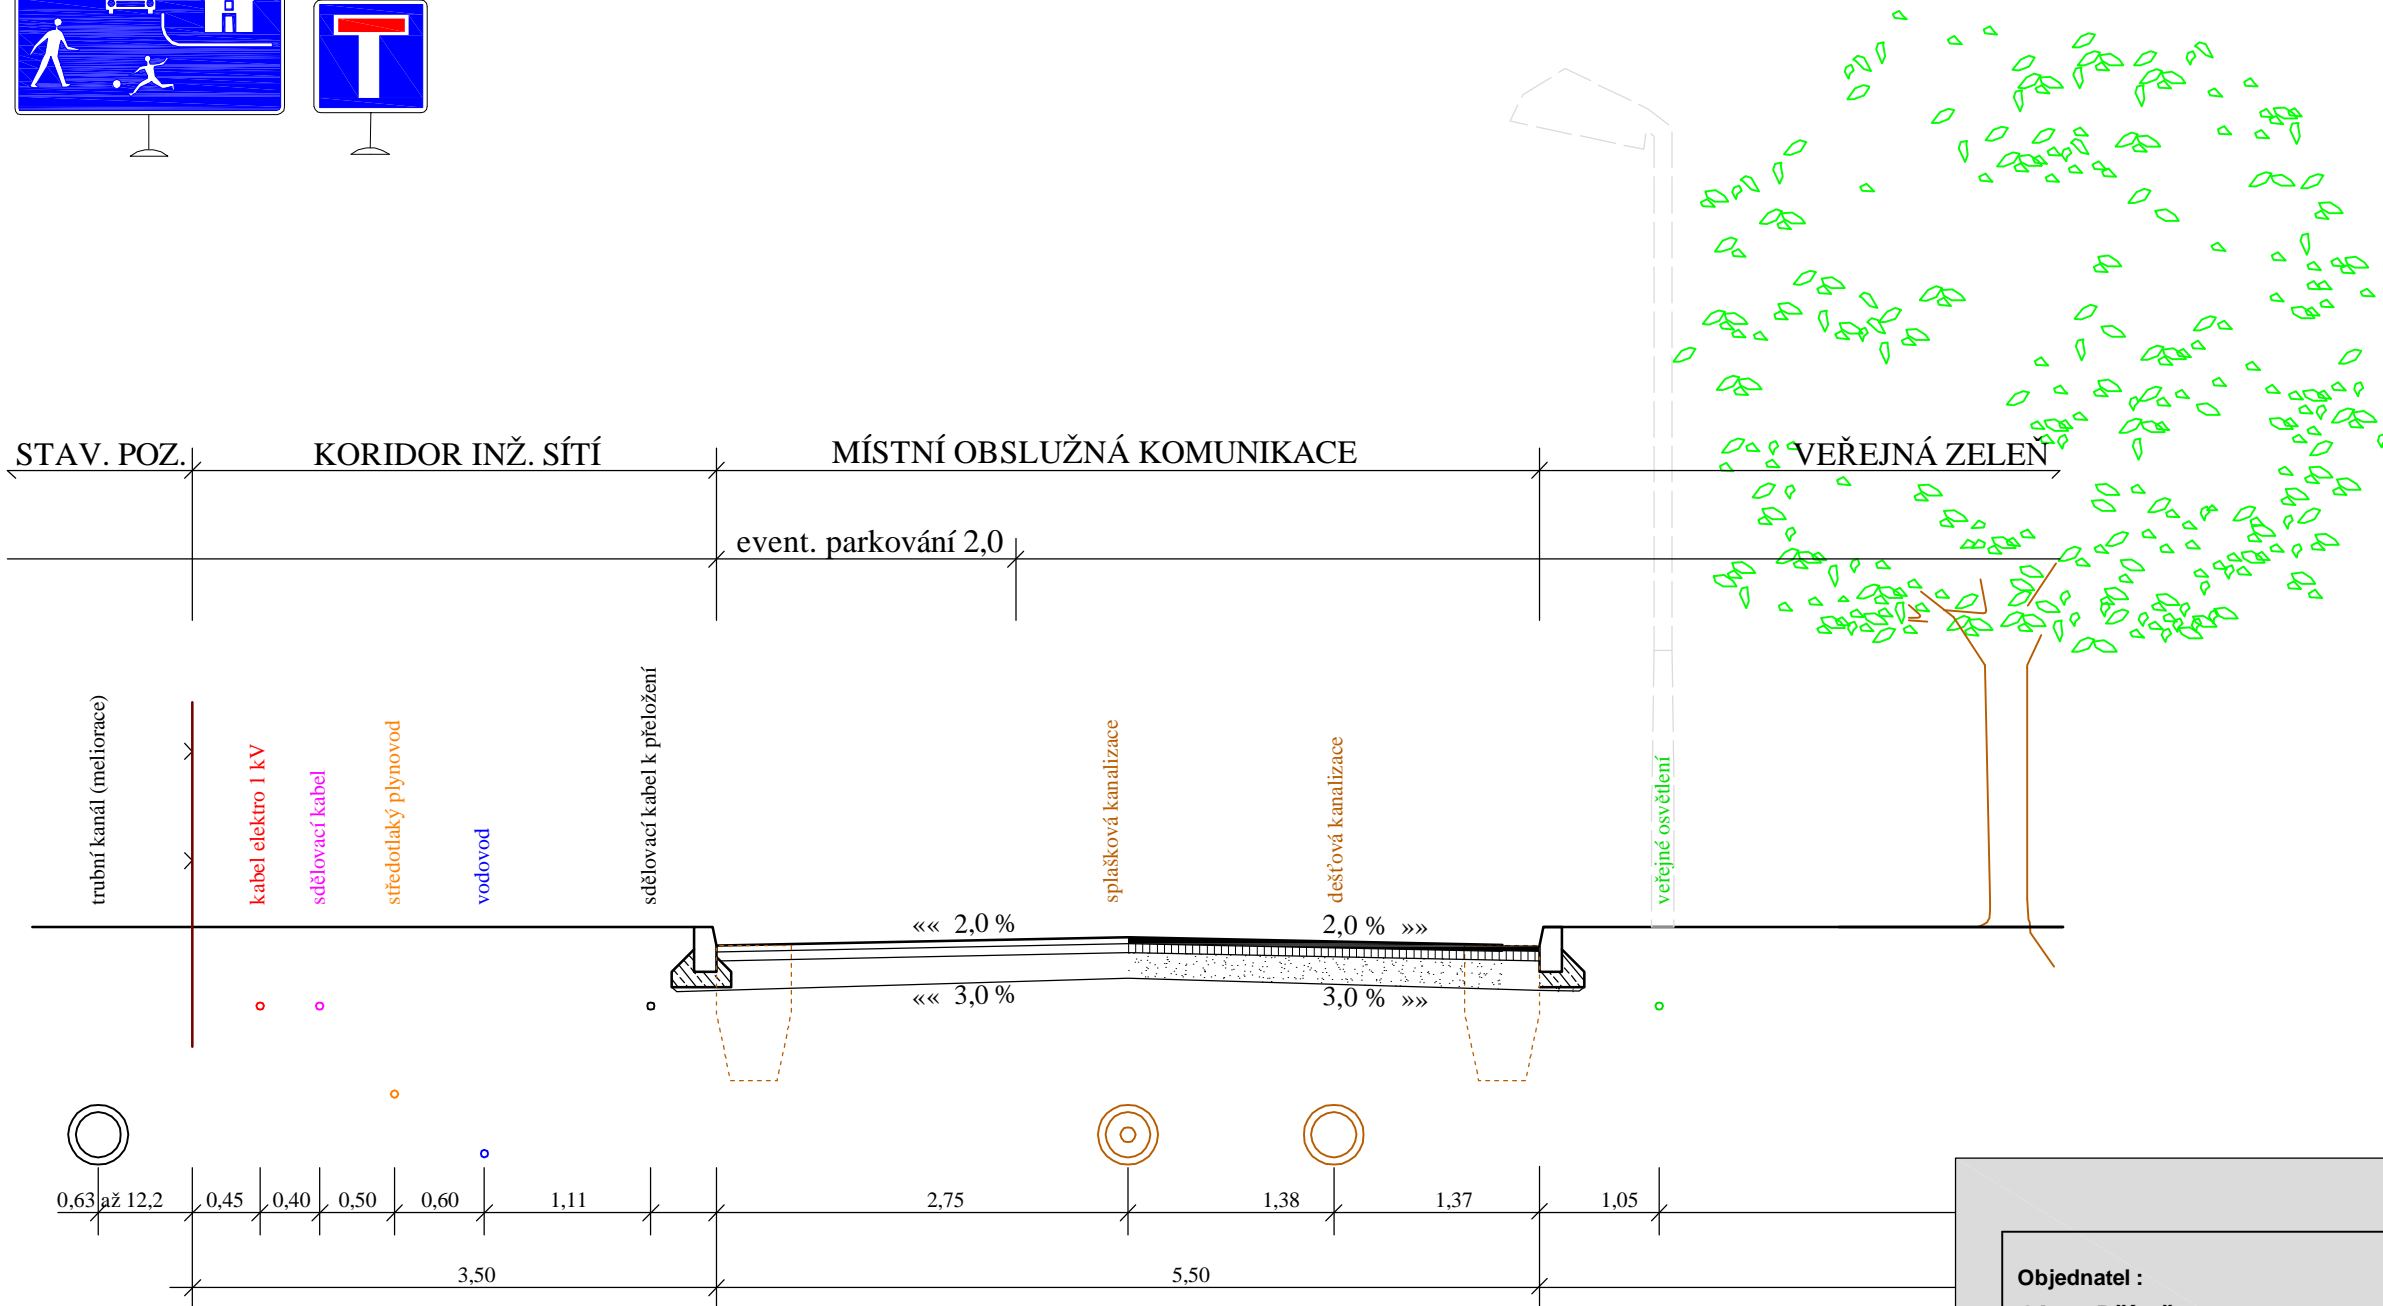 STAV. POZ.
KORIDOR INŽ. SÍTÍ
MÍSTNÍ OBSLUŽNÁ KOMUNIKACE
VEŘEJNÁ ZELEŇ
event. parkování 2,0
trubní kanál (meliorace)
kabel elektro 1 kV
sdělovací kabel
středotlaký plynovod
vodovod
sdělovací kabel k přeložení
splašková kanalizace
dešťová kanalizace
veřejné osvětlení
«« 2,0 %
2,0 % »»
«« 3,0 %
3,0 % »»
0,63 až 12,2
0,45
0,40
0,50
0,60
1,11
2,75
1,38
1,37
1,05
3,50
5,50
Objednatel :